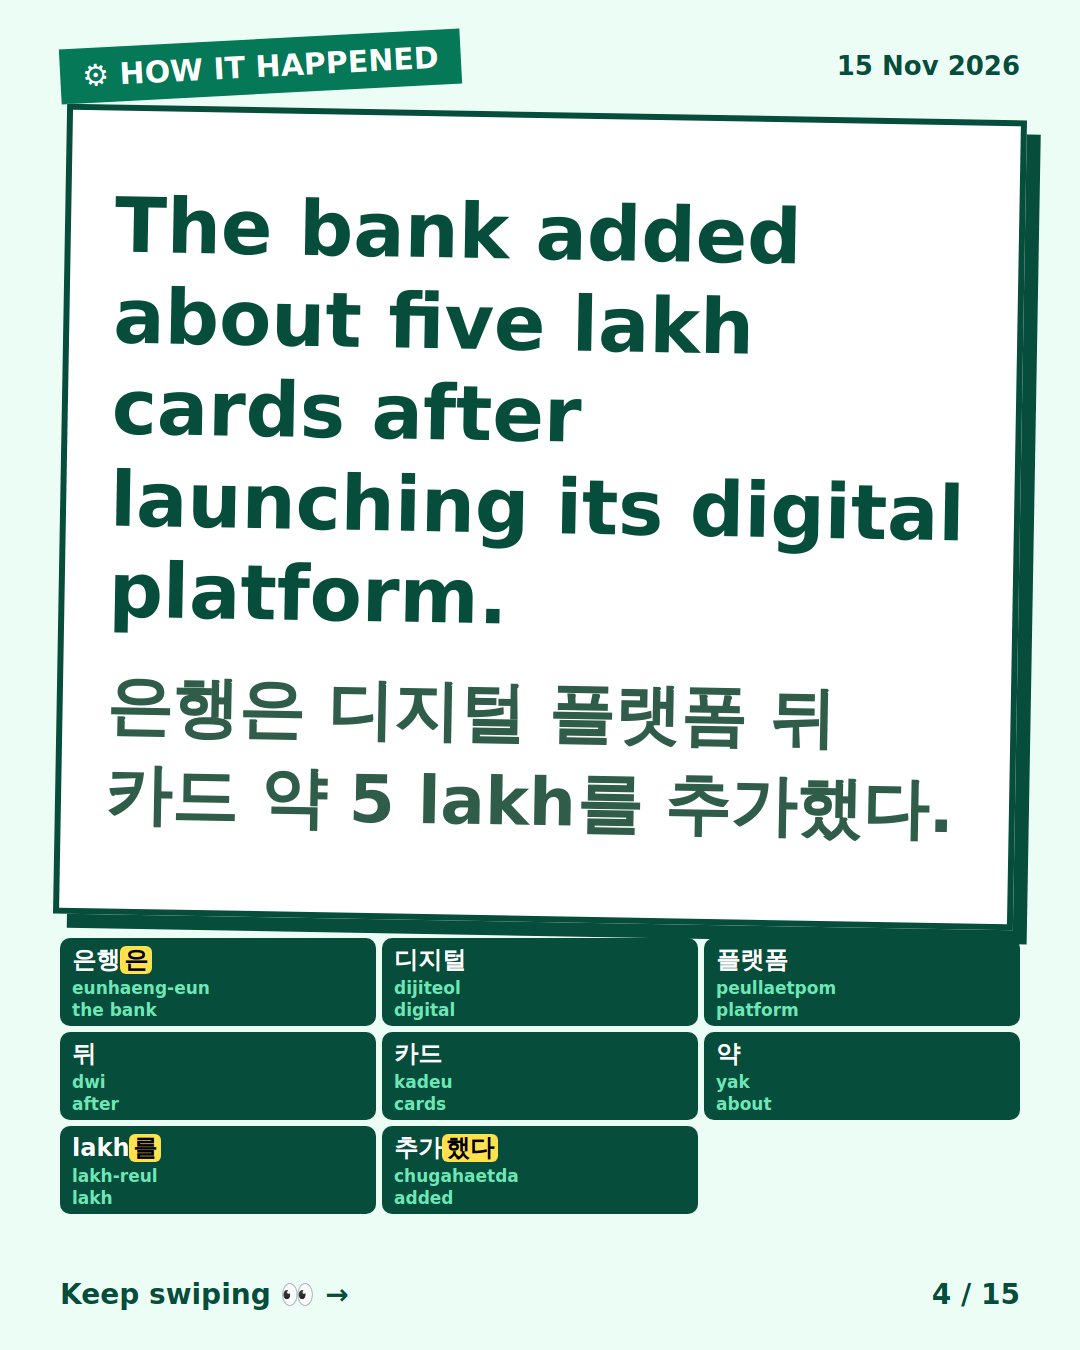 ⚙ HOW IT HAPPENED
15 Nov 2026
The bank added
about five lakh
cards after
launching its digital
platform.
은행은 디지털 플랫폼 뒤
카드 약 5 lakh를 추가했다.
은행은
eunhaeng-eun
the bank
디지털
dijiteol
digital
플랫폼
peullaetpom
platform
뒤
dwi
after
카드
kadeu
cards
약
yak
about
lakh를
lakh-reul
lakh
추가했다
chugahaetda
added
Keep swiping 👀 →
4 / 15